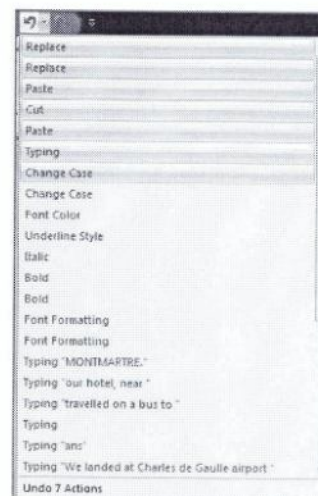 Replace
Replace
Paste
Cut
Paste
Typing
Change Case
Change Case
Font Color
Underline Style
Italic
Bold
Bold
Font Formatting
Font Formatting
Typing "MONTMARTRE."
Typing "our hotel, near "
Typing "travelled on a bus to "
Typing
Typing "ans"
Typing "We landed at Charles de Gaulle airport "
Undo 7 Actions